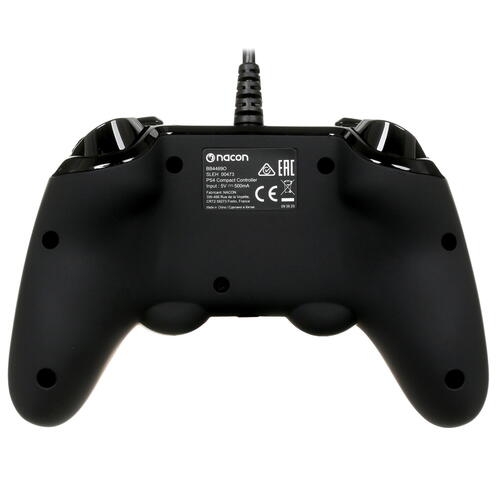 nacon
BB4469O
SLEH 00473
PS4 Compact Controller
Input : 5V ⎓ 500mA
Fabricant: NACON
396-466 Rue de la Voyette,
CRT2 59273 Fretin, France
Made in China / Сделано в Китае
EAC
CE